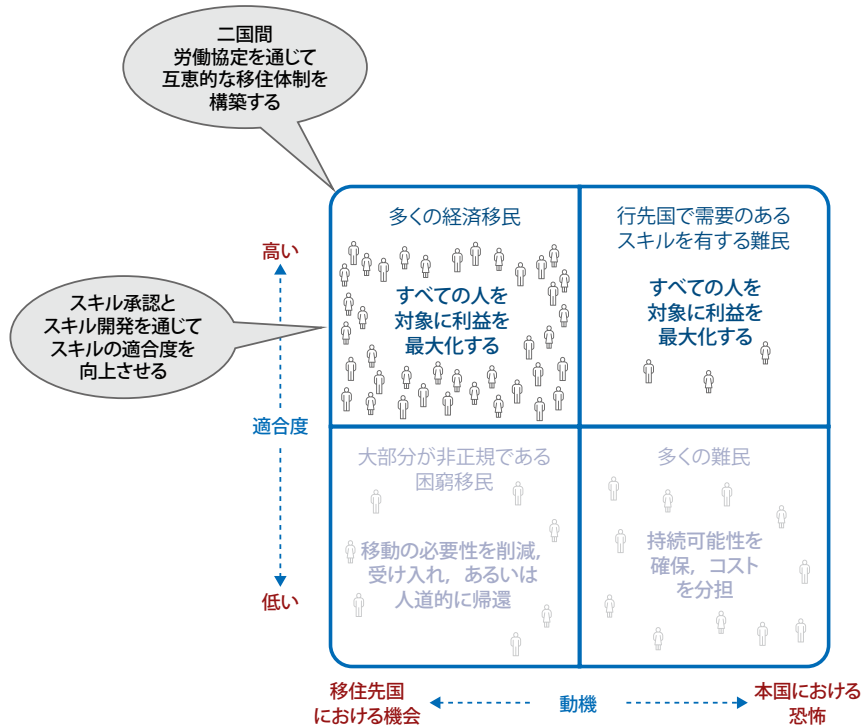 二国間
労働協定を通じて
互恵的な移住体制を
構築する
多くの経済移民
行先国で需要のある
スキルを有する難民
高い
すべての人を
対象に利益を
最大化する
すべての人を
対象に利益を
最大化する
スキル承認と
スキル開発を通じて
スキルの適合度を
向上させる
適合度
大部分が非正規である
困窮移民
多くの難民
移動の必要性を削減,
受け入れ，あるいは
人道的に帰還
持続可能性を
確保，コスト
を分担
低い
移住先国
における機会
動機
本国における
恐怖